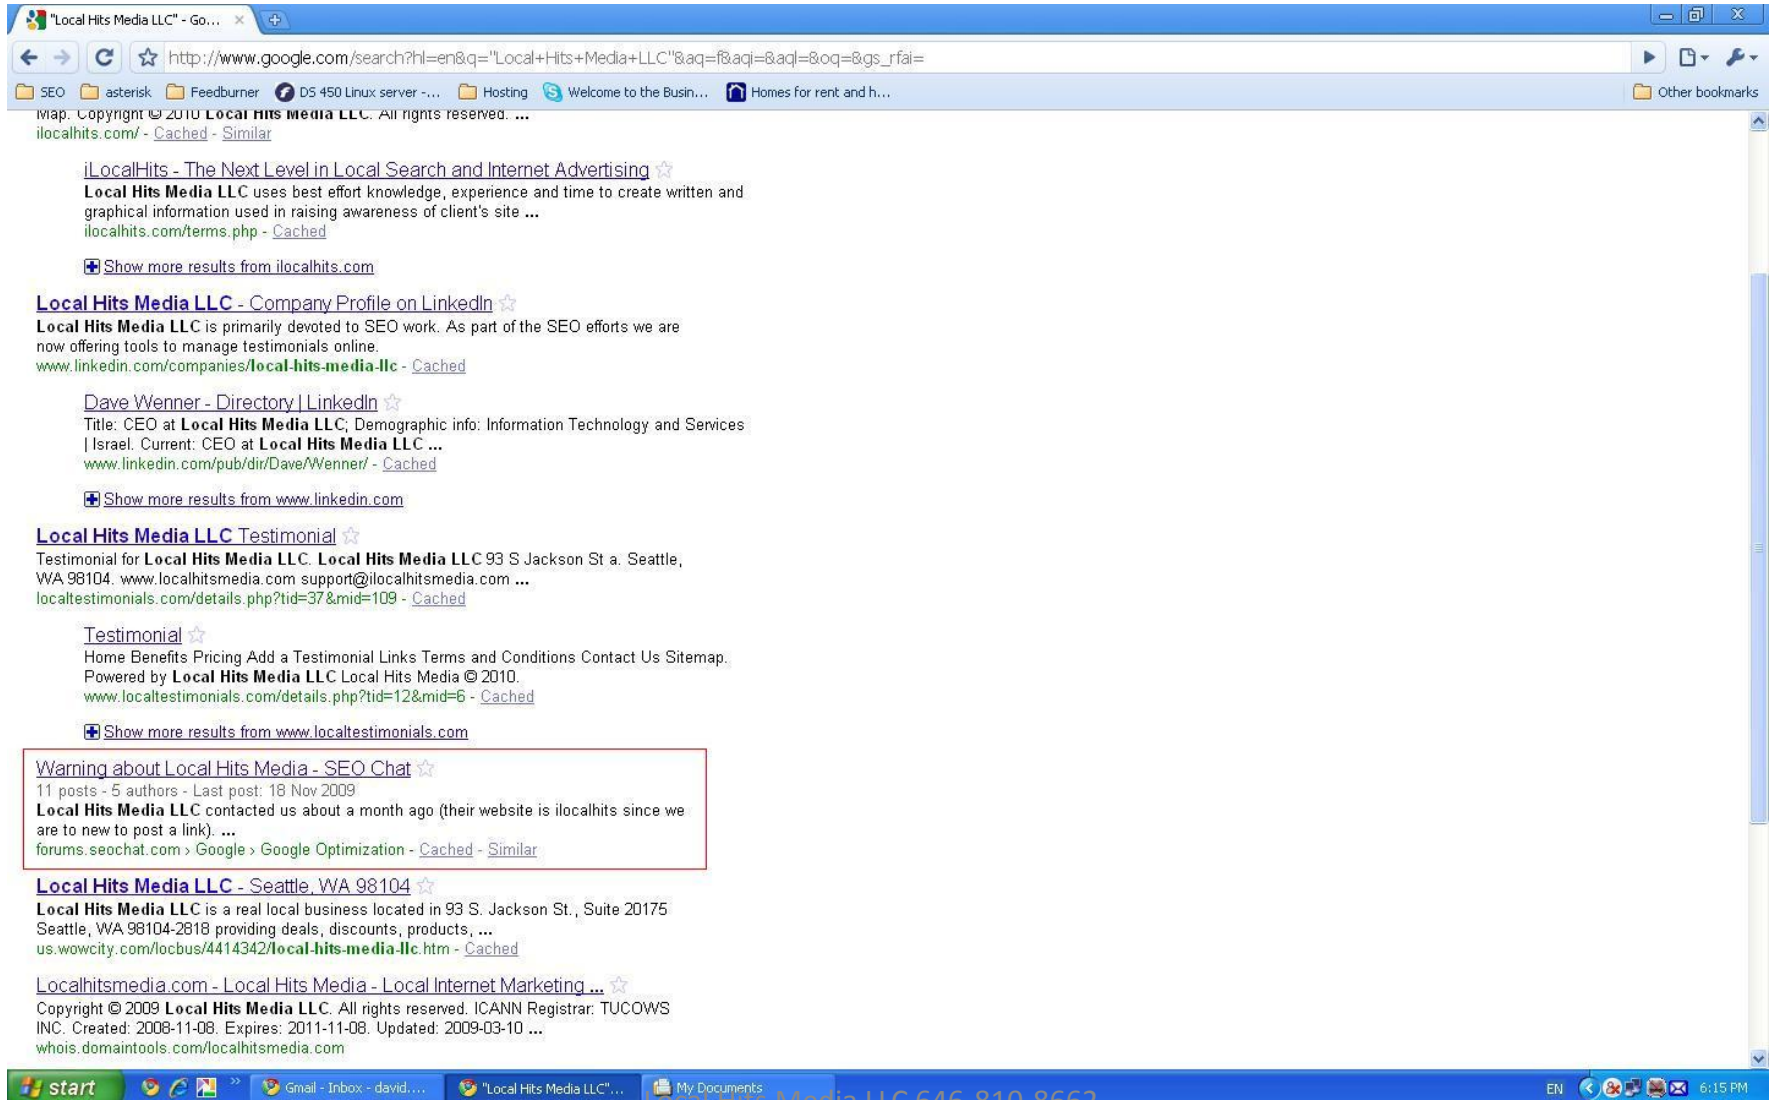 "Local Hits Media LLC" - Go...
http://www.google.com/search?hl=en&q="Local+Hits+Media+LLC"&aq=f&aqi=&aql=&oq=&gs_rfai=
SEO asterisk Feedburner DS 450 Linux server -... Hosting Welcome to the Busin... Homes for rent and h... Other bookmarks
Map. Copyright © 2010 Local Hits Media LLC. All rights reserved. ...
ilocalhits.com/ - Cached - Similar
iLocalHits - The Next Level in Local Search and Internet Advertising
Local Hits Media LLC uses best effort knowledge, experience and time to create written and
graphical information used in raising awareness of client's site ...
ilocalhits.com/terms.php - Cached
Show more results from ilocalhits.com
Local Hits Media LLC - Company Profile on LinkedIn
Local Hits Media LLC is primarily devoted to SEO work. As part of the SEO efforts we are
now offering tools to manage testimonials online.
www.linkedin.com/companies/local-hits-media-llc - Cached
Dave Wenner - Directory | LinkedIn
Title: CEO at Local Hits Media LLC; Demographic info: Information Technology and Services
| Israel. Current: CEO at Local Hits Media LLC ...
www.linkedin.com/pub/dir/Dave/Wenner/ - Cached
Show more results from www.linkedin.com
Local Hits Media LLC Testimonial
Testimonial for Local Hits Media LLC. Local Hits Media LLC 93 S Jackson St a. Seattle,
WA 98104. www.localhitsmedia.com support@ilocalhitsmedia.com ...
localtestimonials.com/details.php?tid=37&mid=109 - Cached
Testimonial
Home Benefits Pricing Add a Testimonial Links Terms and Conditions Contact Us Sitemap.
Powered by Local Hits Media LLC Local Hits Media © 2010.
www.localtestimonials.com/details.php?tid=12&mid=6 - Cached
Show more results from www.localtestimonials.com
Warning about Local Hits Media - SEO Chat
11 posts - 5 authors - Last post: 18 Nov 2009
Local Hits Media LLC contacted us about a month ago (their website is ilocalhits since we
are to new to post a link). ...
forums.seochat.com › Google › Google Optimization - Cached - Similar
Local Hits Media LLC - Seattle, WA 98104
Local Hits Media LLC is a real local business located in 93 S. Jackson St., Suite 20175
Seattle, WA 98104-2818 providing deals, discounts, products, ...
us.wowcity.com/locbus/4414342/local-hits-media-llc.htm - Cached
Localhitsmedia.com - Local Hits Media - Local Internet Marketing ...
Copyright © 2009 Local Hits Media LLC. All rights reserved. ICANN Registrar: TUCOWS
INC. Created: 2008-11-08. Expires: 2011-11-08. Updated: 2009-03-10 ...
whois.domaintools.com/localhitsmedia.com
start Gmail - Inbox - david.... "Local Hits Media LLC"... My Documents EN 6:15 PM
Local Hits Media LLC 646-810-8662